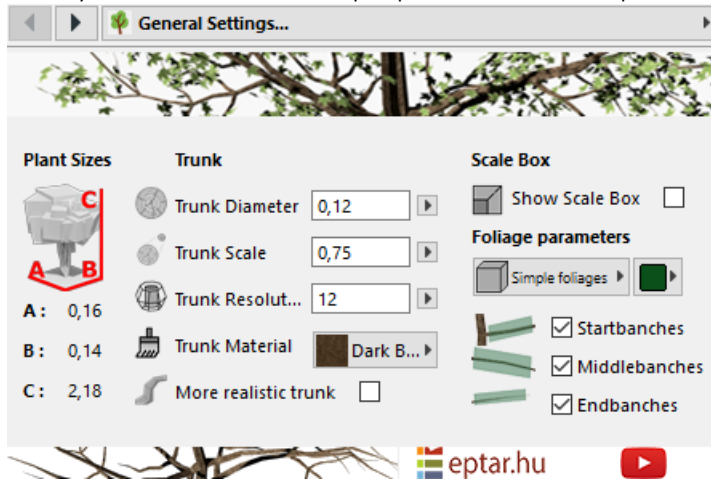 General Settings...
Plant Sizes
C
A B
A : 0,16
B : 0,14
C : 2,18
Trunk
Trunk Diameter 0,12
Trunk Scale 0,75
Trunk Resolut... 12
Trunk Material Dark B...
More realistic trunk
Scale Box
Show Scale Box
Foliage parameters
Simple foliages
Startbanches
Middlebanches
Endbanches
eptar.hu